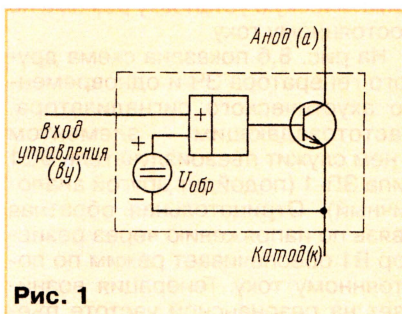 Анод (а)
вход
управления
(Ву)
+
+
−
Uобр
Катод(к)
Рис. 1